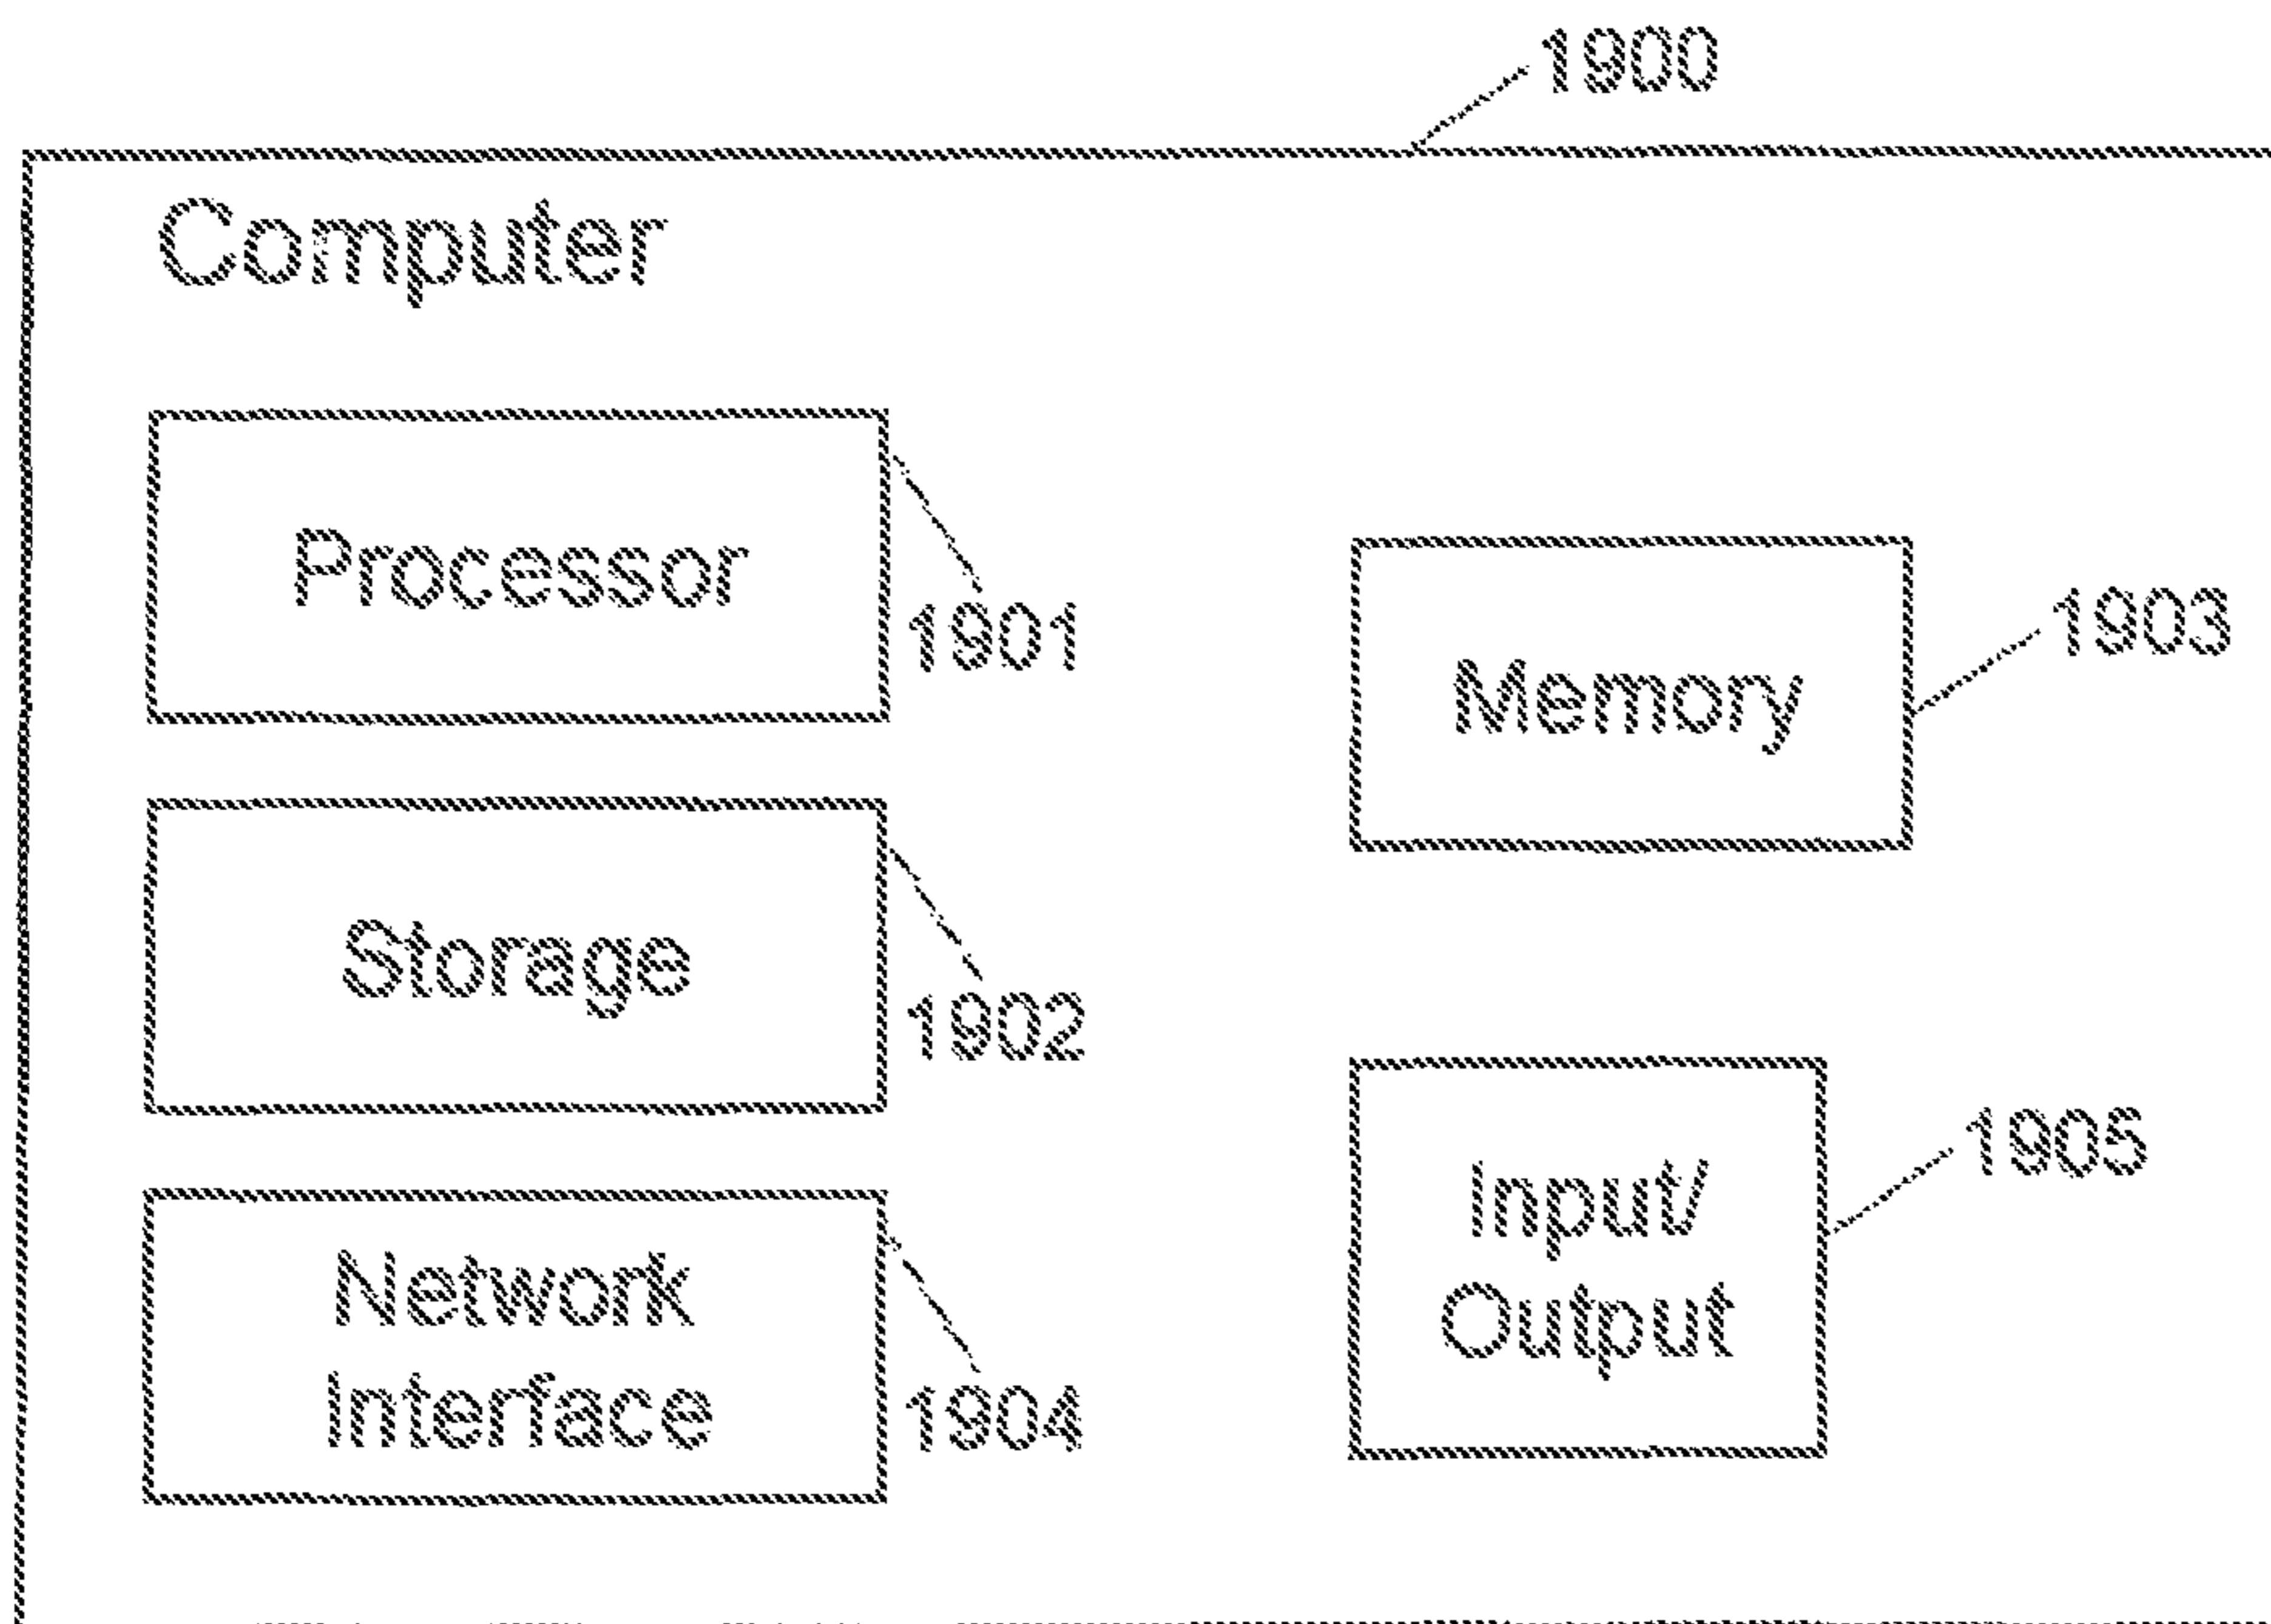 1900
Computer
Processor
1901
Memory
1903
Storage
1902
Input/
Output
1905
Network
Interface
1904